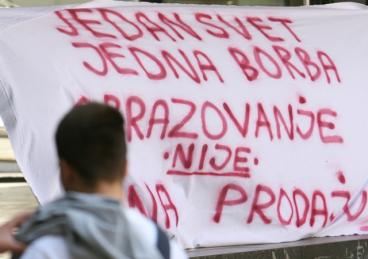 JEDAN SVET
JEDNA BORBA
OBRAZOVANJE
·NIJE·
NA PRODAJU